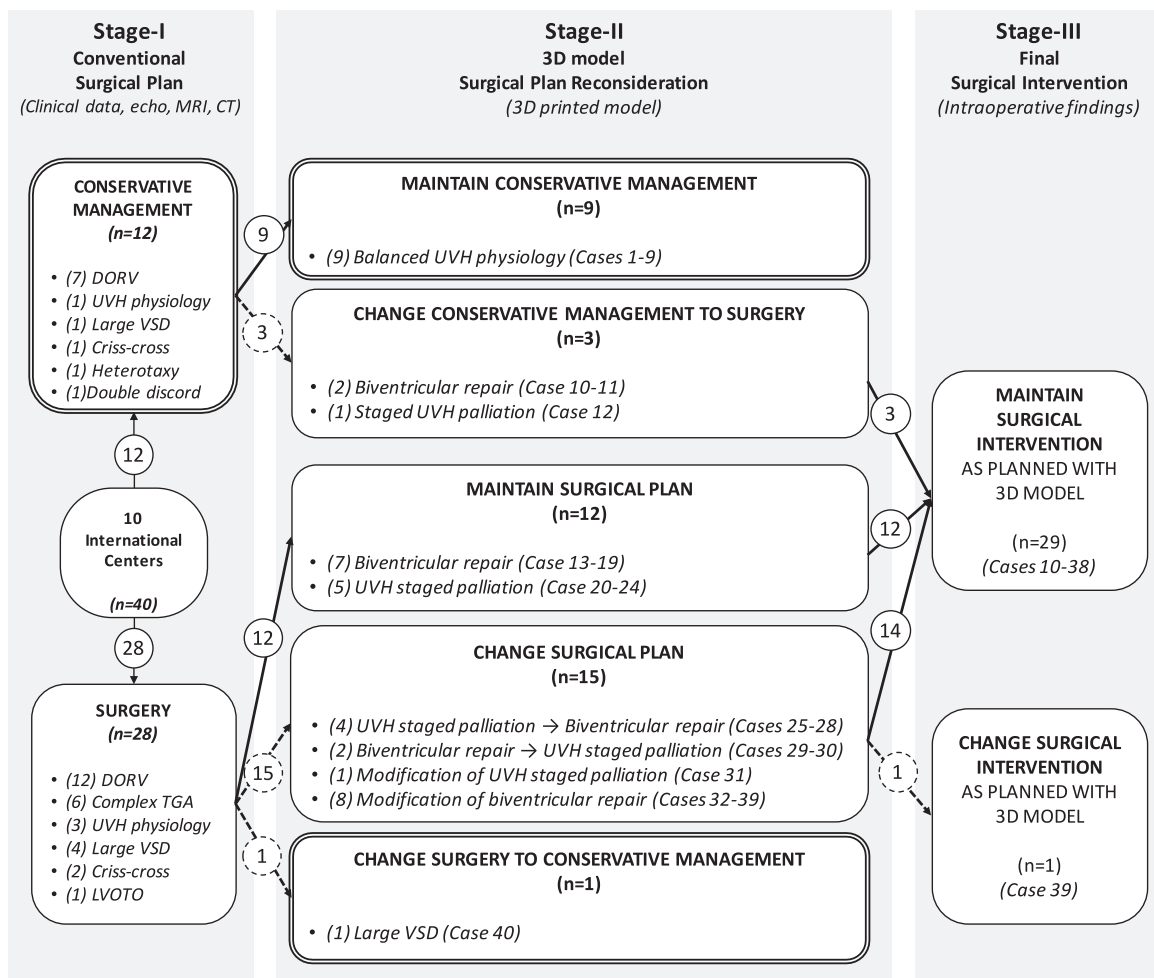 Stage-I
Conventional
Surgical Plan
(Clinical data, echo, MRI, CT)
Stage-II
3D model
Surgical Plan Reconsideration
(3D printed model)
Stage-III
Final
Surgical Intervention
(Intraoperative findings)
CONSERVATIVE
MANAGEMENT
(n=12)
• (7) DORV
• (1) UVH physiology
• (1) Large VSD
• (1) Criss-cross
• (1) Heterotaxy
• (1)Double discord
12
10
International
Centers
(n=40)
28
SURGERY
(n=28)
• (12) DORV
• (6) Complex TGA
• (3) UVH physiology
• (4) Large VSD
• (2) Criss-cross
• (1) LVOTO
9
3
12
15
1
MAINTAIN CONSERVATIVE MANAGEMENT
(n=9)
• (9) Balanced UVH physiology (Cases 1-9)
CHANGE CONSERVATIVE MANAGEMENT TO SURGERY
(n=3)
• (2) Biventricular repair (Case 10-11)
• (1) Staged UVH palliation (Case 12)
MAINTAIN SURGICAL PLAN
(n=12)
• (7) Biventricular repair (Case 13-19)
• (5) UVH staged palliation (Case 20-24)
CHANGE SURGICAL PLAN
(n=15)
• (4) UVH staged palliation → Biventricular repair (Cases 25-28)
• (2) Biventricular repair → UVH staged palliation (Cases 29-30)
• (1) Modification of UVH staged palliation (Case 31)
• (8) Modification of biventricular repair (Cases 32-39)
CHANGE SURGERY TO CONSERVATIVE MANAGEMENT
(n=1)
• (1) Large VSD (Case 40)
3
12
14
1
MAINTAIN
SURGICAL
INTERVENTION
AS PLANNED WITH
3D MODEL
(n=29)
(Cases 10-38)
CHANGE SURGICAL
INTERVENTION
AS PLANNED WITH
3D MODEL
(n=1)
(Case 39)